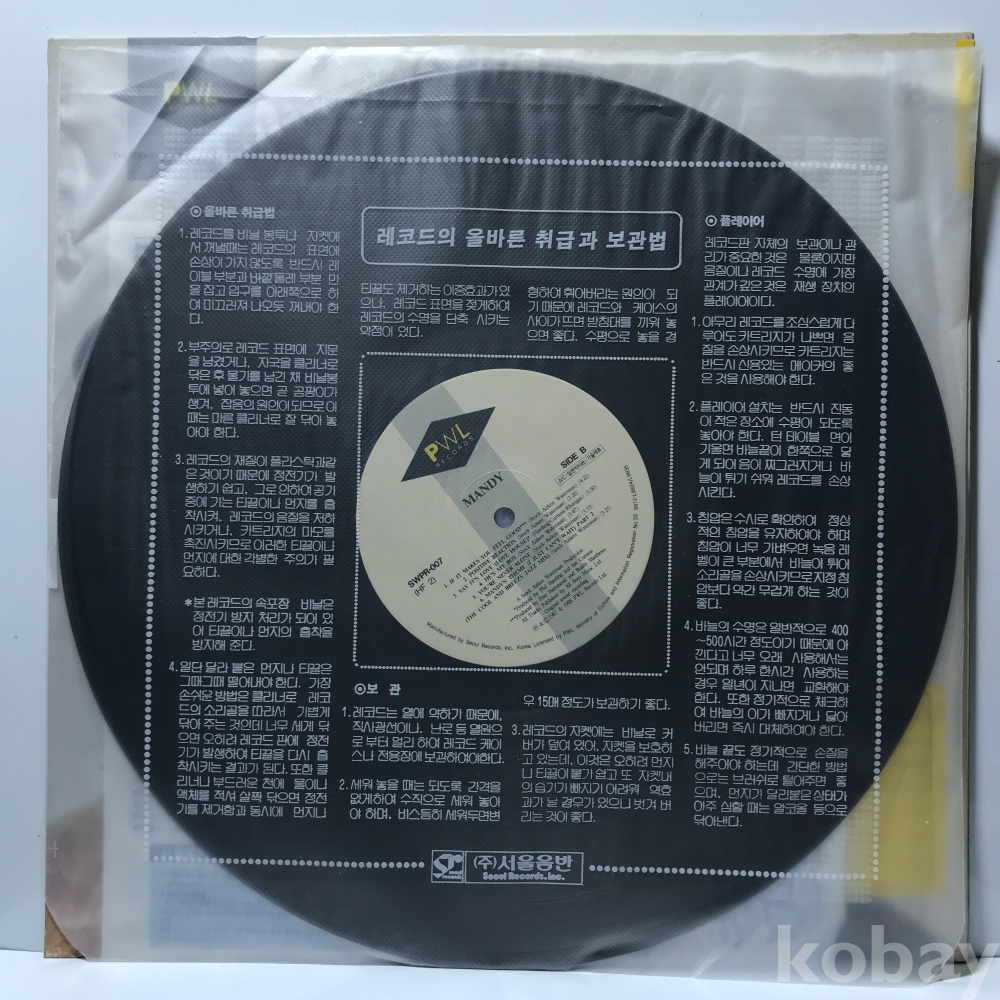 PWL
◎ 올바른 취급법
1. 레코드를 비닐 봉투나 자켓에
서 꺼낼때는 레코드의 표면에
손상이 가지 않도록 반드시 레
이블 부분과 바깥 둘레 부분 만
을 잡고 입구를 아래쪽으로 하
여 미끄러져 나오듯 꺼내야 한
다.
2. 부주의로 레코드 표면에 지문
을 남겼거나, 자국을 클리너로
닦은 후 물기를 남긴 채 비닐봉
투에 넣어 놓으면 곧 곰팡이가
생겨, 잡음의 원인이 되므로 이
때는 마른 클리너로 잘 닦아 놓
아야 한다.
3. 레코드의 재질이 플라스틱과같
은 것이기 때문에 정전기가 발
생하기 쉽고, 그로 인하여 공기
중에 기는 티끌이나 먼지를 흡
착시켜, 레코드의 음질을 저하
시키거나, 카트리지의 마모를
촉진시키므로 이러한 티끌이나
먼지에 대한 각별한 주의가 필
요하다.
*본 레코드의 속포장 비닐은
정전기 방지 처리가 되어 있
어 티끌이나 먼지의 흡착을
방지해 준다.
4. 일단 달라 붙은 먼지나 티끌은
그때그때 떨어내야 한다. 가장
손쉬운 방법은 클리너로 레코
드의 소리골을 따라서 가볍게
닦아 주는 것인데 너무 세게 닦
으면 오히려 레코드 판에 정전
기가 발생하여 티끌을 다시 흡
착시키는 결과가 된다. 또한 클
리너나 부드러운 천에 물이나
액체를 적셔 살짝 닦으면 정전
기를 제거함과 동시에 먼지나
레코드의 올바른 취급과 보관법
티끌도 제거하는 이중효과가 있
으나, 레코드 표면을 젖게하여
레코드의 수명을 단축 시키는
약점이 있다.
◎ 보 관
1. 레코드는 열에 약하기 때문에,
직사광선이나, 난로 등 열원으
로 부터 멀리 하여 레코드 케이
스나 전용장에 보관하여야한다.
2. 세워 놓을 때는 되도록 간격을
없게하여 수직으로 세워 놓아
야 하며, 비스듬히 세워두면변
형하여 휘어버리는 원인이 되
기 때문에 레코드와 케이스의
사이가 뜨면 받침대를 끼워 놓
으면 좋다. 수평으로 놓을 경
우 15매 정도가 보관하기 좋다.
3. 레코드의 자켓에는 비닐로 커
버가 덮여 있어, 자켓을 보호하
고 있는데, 이것은 오히려 먼지
나 티끌이 붙기 쉽고 또 자켓내
의 습기가 빠지기 어려워 역효
과가 날 경우가 있으니 벗겨 버
리는 것이 좋다.
◎ 플레이어
레코드판 자체의 보관이나 관
리가 중요한 것은 물론이지만
음질이나 레코드 수명에 가장
관계가 깊은 것은 재생 장치의
플레이어이다.
1. 아무리 레코드를 조심스럽게 다
루어도 카트리지가 나쁘면 음
질을 손상시키므로 카트리지는
반드시 신용있는 메이커의 좋
은 것을 사용해야 한다.
2. 플레이어 설치는 반드시 진동
이 적은 장소에 수평이 되도록
놓아야 한다. 턴 테이블 면이
기울면 바늘끝이 한쪽으로 닳
게 되어 음이 찌그러지거나 바
늘이 튀기 쉬워 레코드를 손상
시킨다.
3. 침압은 수시로 확인하여 정상
적인 침압을 유지하여야 하며
침압이 너무 가벼우면 녹음 레
벨이 큰 부분에서 바늘이 튀어
소리골을 손상시키므로 지정 침
압보다 약간 무겁게 하는 것이
좋다.
4. 바늘의 수명은 일반적으로 400
~500시간 정도이기 때문에 아
낀다고 너무 오래 사용해서는
안되며 하루 한시간 사용하는
경우 일년이 지나면 교환해야
한다. 또한 정기적으로 체크하
여 바늘의 이가 빠지거나 닳아
버리면 즉시 대체하여야 한다.
5. 바늘 끝도 정기적으로 손질을
해주어야 하는데 간단한 방법
으로는 브러쉬로 털어주면 좋
으며, 먼지가 달라붙은 상태가
아주 심할 때는 알코올 등으로
닦아낸다.
PWL
RECORDS
MANDY
SIDE B
SWPR-007
(HF 2)
1. IF IT MAKES YOU FEEL GOOD
2. POSITIVE REACTION
3. SAY IT'S LOVE (LOVE HOUSE)
4. HE'S MY BOY
5. YOU'RE NEVER ALONE
6. MANDY'S THEME (I JUST CAN'T WAIT) PART 2
(THE COOL AND BREEZY JAZZ MIX)
Manufactured by Seoul Records, Inc. Korea. Licensed by PWL.
(주)서울음반
Seoul Records, Inc.
kobay